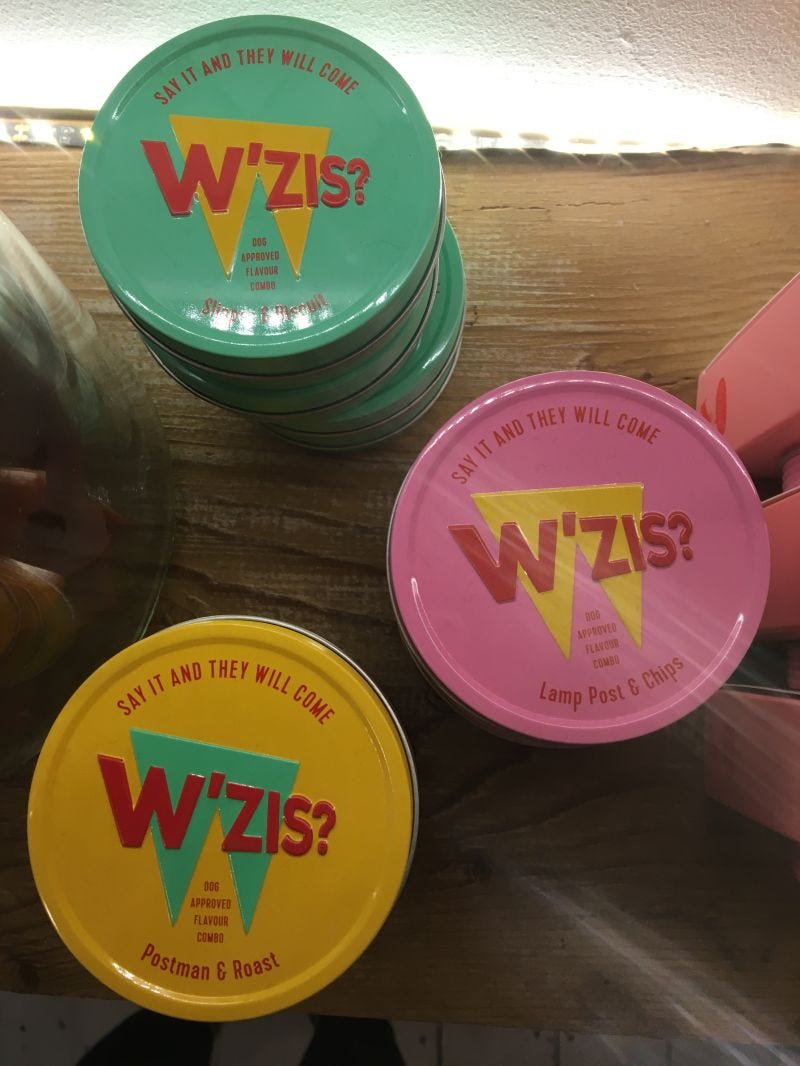 SAY IT AND THEY WILL COME
W'ZIS?
DOG
APPROVED
FLAVOUR
COMBO
Slipper & Biscuit
SAY IT AND THEY WILL COME
W'ZIS?
DOG
APPROVED
FLAVOUR
COMBO
Lamp Post & Chips
SAY IT AND THEY WILL COME
W'ZIS?
DOG
APPROVED
FLAVOUR
COMBO
Postman & Roast